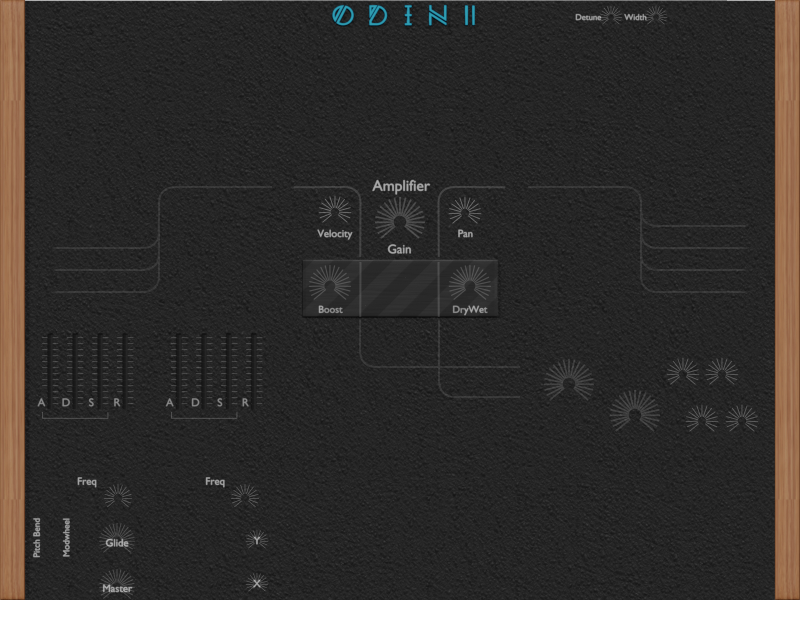 ODIN II
Detune Width
Amplifier
Velocity
Pan
Gain
Boost
DryWet
A D S R
A D S R
Freq
Freq
Pitch Bend
Modwheel
Glide
Y
Master
X